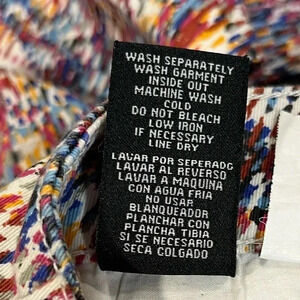 WASH SEPARATELY
WASH GARMENT
INSIDE OUT
MACHINE WASH
COLD
DO NOT BLEACH
LOW IRON
IF NECESSARY
LINE DRY
LAVAR POR SEPERADO
LAVAR AL REVERSO
LAVAR A MAQUINA
CON AGUA FRIA
NO USAR
BLANQUEADOR
PLANCHAR CON
PLANCHA TIBIA
SI SE NECESARIO
SECA COLGADO